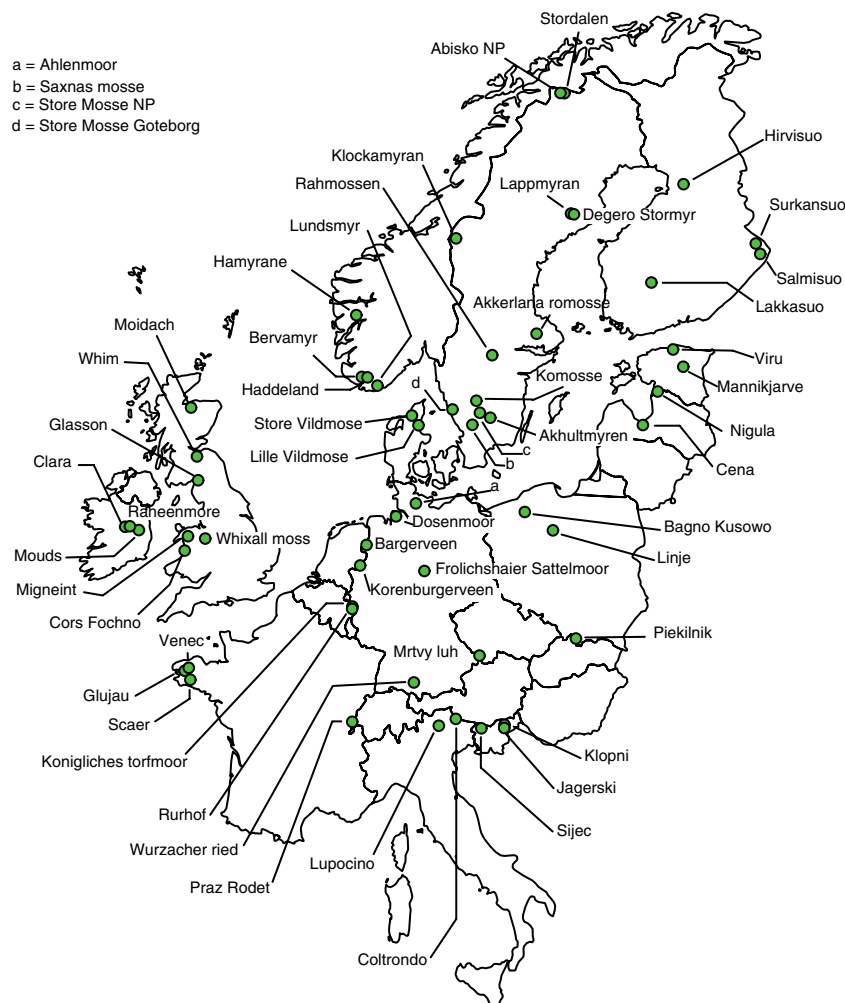 a = Ahlenmoor
b = Saxnas mosse
c = Store Mosse NP
d = Store Mosse Goteborg
Stordalen
Abisko NP
Hirvisuo
Klockamyran
Rahmossen
Lappmyran
Degero Stormyr
Surkansuo
Lundsmyr
Salmisuo
Hamyrane
Akkerlana romosse
Lakkasuo
Moidach
Bervamyr
Viru
Whim
Haddeland
d
Komosse
Mannikjarve
Glasson
Store Vildmose
Akhultmyren
Nigula
Clara
Lille Vildmose
c
b
Cena
a
Raneenmore
Dosenmoor
Bagno Kusowo
Mouds
Whixall moss
Bargerveen
Linje
Migneint
Korenburgerveen
Frolichshaier Sattelmoor
Cors Fochno
Venec
Mrtvy luh
Piekilnik
Glujau
Scaer
Konigliches torfmoor
Klopni
Jagerski
Rurhof
Sijec
Wurzacher ried
Lupocino
Praz Rodet
Coltrondo